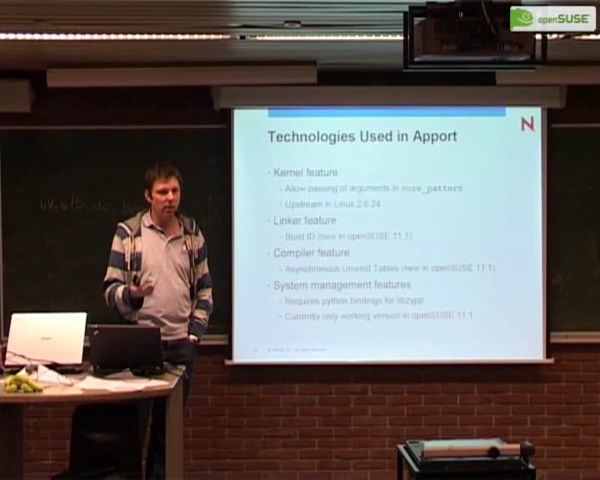 openSUSE
Technologies Used in Apport
N
- Kernel feature
– Allow passing of arguments in core_pattern
– Upstream in Linux 2.6.24
- Linker feature
– Build ID (new in openSUSE 11.1)
- Compiler feature
– Asynchronous Unwind Tables (new in openSUSE 11.1)
- System management features
– Requires python bindings for libzypp
– Currently only working version in openSUSE 11.1